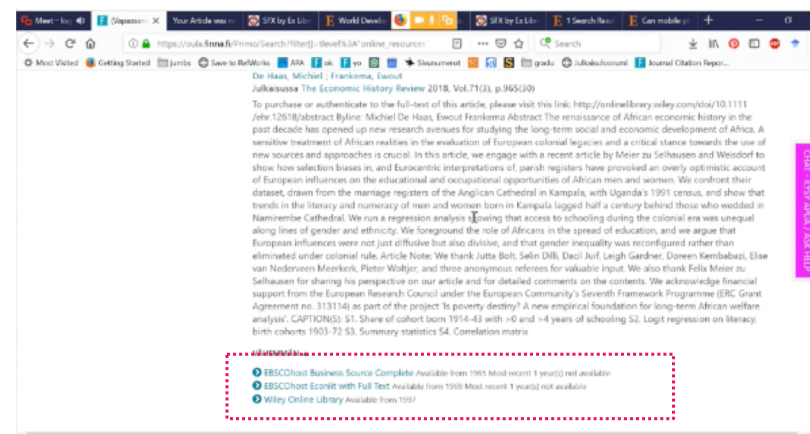 Meet – log
(Vapaasana
Your Article was n
SFX by Ex Libr
World Develo
SFX by Ex Libr
1 Search Resu
Can mobile p
https://oula.finna.fi/Primo/Search?filter[]=tlevel%3A"online_resources
Search
Most Visited Getting Started jumbs Save to RefWorks APA ok yo Sivunumerot gradu Julkaisufoorumi Journal Citation Repor...
De Haas, Michiel ; Frankema, Ewout
Julkaisussa The Economic History Review 2018, Vol.71(3), p.965(30)
To purchase or authenticate to the full-text of this article, please visit this link: http://onlinelibrary.wiley.com/doi/10.1111
/ehr.12618/abstract Byline: Michiel De Haas, Ewout Frankema Abstract The renaissance of African economic history in the
past decade has opened up new research avenues for studying the long-term social and economic development of Africa. A
sensitive treatment of African realities in the evaluation of European colonial legacies and a critical stance towards the use of
new sources and approaches is crucial. In this article, we engage with a recent article by Meier zu Selhausen and Weisdorf to
show how selection biases in, and Eurocentric interpretations of, parish registers have provoked an overly optimistic account
of European influences on the educational and occupational opportunities of African men and women. We confront their
dataset, drawn from the marriage registers of the Anglican Cathedral in Kampala, with Uganda's 1991 census, and show that
trends in the literacy and numeracy of men and women born in Kampala lagged half a century behind those who wedded in
Namirembe Cathedral. We run a regression analysis showing that access to schooling during the colonial era was unequal
along lines of gender and ethnicity. We foreground the role of Africans in the spread of education, and we argue that
European influences were not just diffusive but also divisive, and that gender inequality was reconfigured rather than
eliminated under colonial rule. Article Note: We thank Jutta Bolt, Selin Dilli, Dacil Juif, Leigh Gardner, Doreen Kembabazi, Elise
van Nederveen Meerkerk, Pieter Woltjer, and three anonymous referees for valuable input. We also thank Felix Meier zu
Selhausen for sharing his perspective on our article and for detailed comments on the contents. We acknowledge financial
support from the European Research Council under the European Community's Seventh Framework Programme (ERC Grant
Agreement no. 313114) as part of the project 'Is poverty destiny? A new empirical foundation for long-term African welfare
analysis'. CAPTION(S): S1. Share of cohort born 1914-43 with >0 and >4 years of schooling S2. Logit regression on literacy,
birth cohorts 1903-72 S3. Summary statistics S4. Correlation matrix
VÄHEMMÄN
EBSCOhost Business Source Complete Available from 1965 Most recent 1 year(s) not available
EBSCOhost Econlit with Full Text Available from 1969 Most recent 1 year(s) not available
Wiley Online Library Available from 1997
CHAT - KYSY APUA / ASK HELP